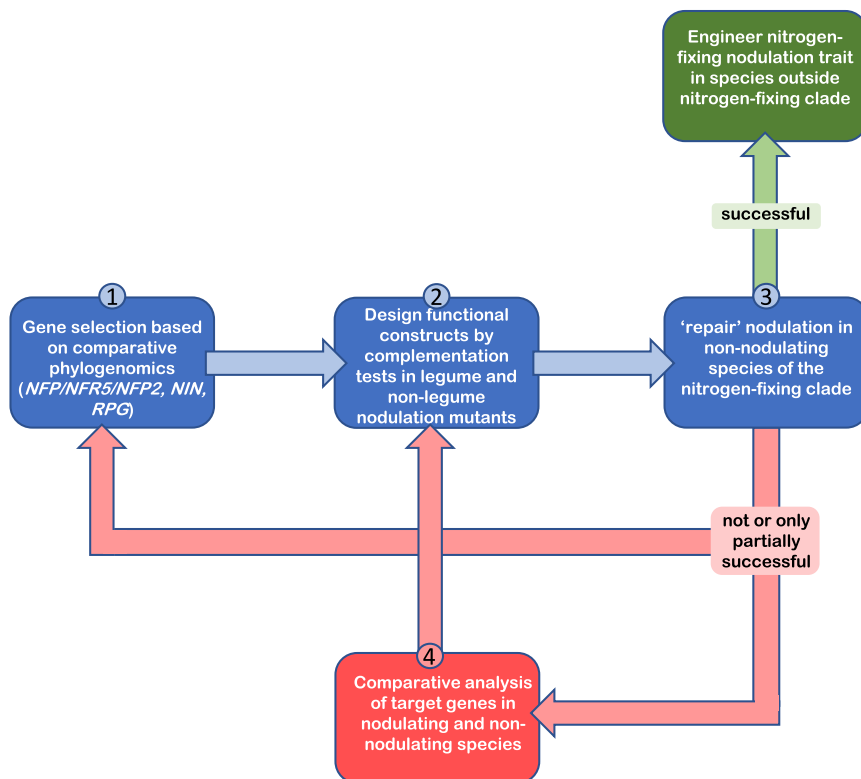 Engineer nitrogen-
fixing nodulation trait
in species outside
nitrogen-fixing clade
successful
1
Gene selection based
on comparative
phylogenomics
(NFP/NFR5/NFP2, NIN,
RPG)
2
Design functional
constructs by
complementation
tests in legume and
non-legume
nodulation mutants
3
‘repair’ nodulation in
non-nodulating
species of the
nitrogen-fixing clade
not or only
partially
successful
4
Comparative analysis
of target genes in
nodulating and non-
nodulating species